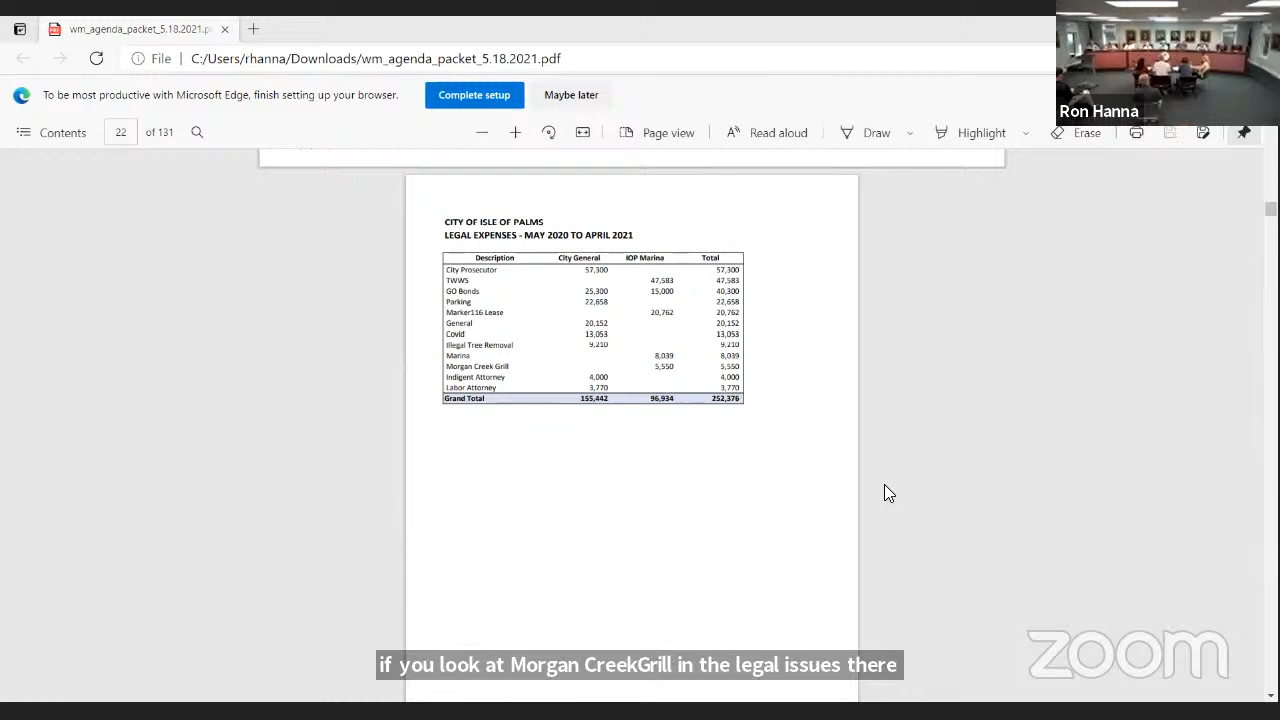 wm_agenda_packet_5.18.2021.p
File C:/Users/rhanna/Downloads/wm_agenda_packet_5.18.2021.pdf
To be most productive with Microsoft Edge, finish setting up your browser. Complete setup Maybe later
Contents 22 of 131 Page view Read aloud Draw Highlight Erase
Ron Hanna
CITY OF ISLE OF PALMS
LEGAL EXPENSES - MAY 2020 TO APRIL 2021
Description City General IOP Marina Total
City Prosecutor 57,300 57,300
TWWS 47,583 47,583
GO Bonds 25,300 15,000 40,300
Parking 22,658 22,658
Marker116 Lease 20,762 20,762
General 20,152 20,152
Covid 13,053 13,053
Illegal Tree Removal 9,210 9,210
Marina 8,039 8,039
Morgan Creek Grill 5,550 5,550
Indigent Attorney 4,000 4,000
Labor Attorney 3,770 3,770
Grand Total 155,442 96,934 252,376
if you look at Morgan CreekGrill in the legal issues there
zoom